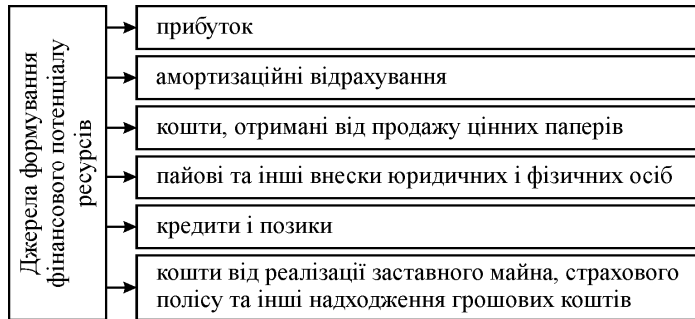 Джерела формування
фінансового потенціалу
ресурсів
прибуток
амортизаційні відрахування
кошти, отримані від продажу цінних паперів
пайові та інші внески юридичних і фізичних осіб
кредити і позики
кошти від реалізації заставного майна, страхового
полісу та інші надходження грошових коштів